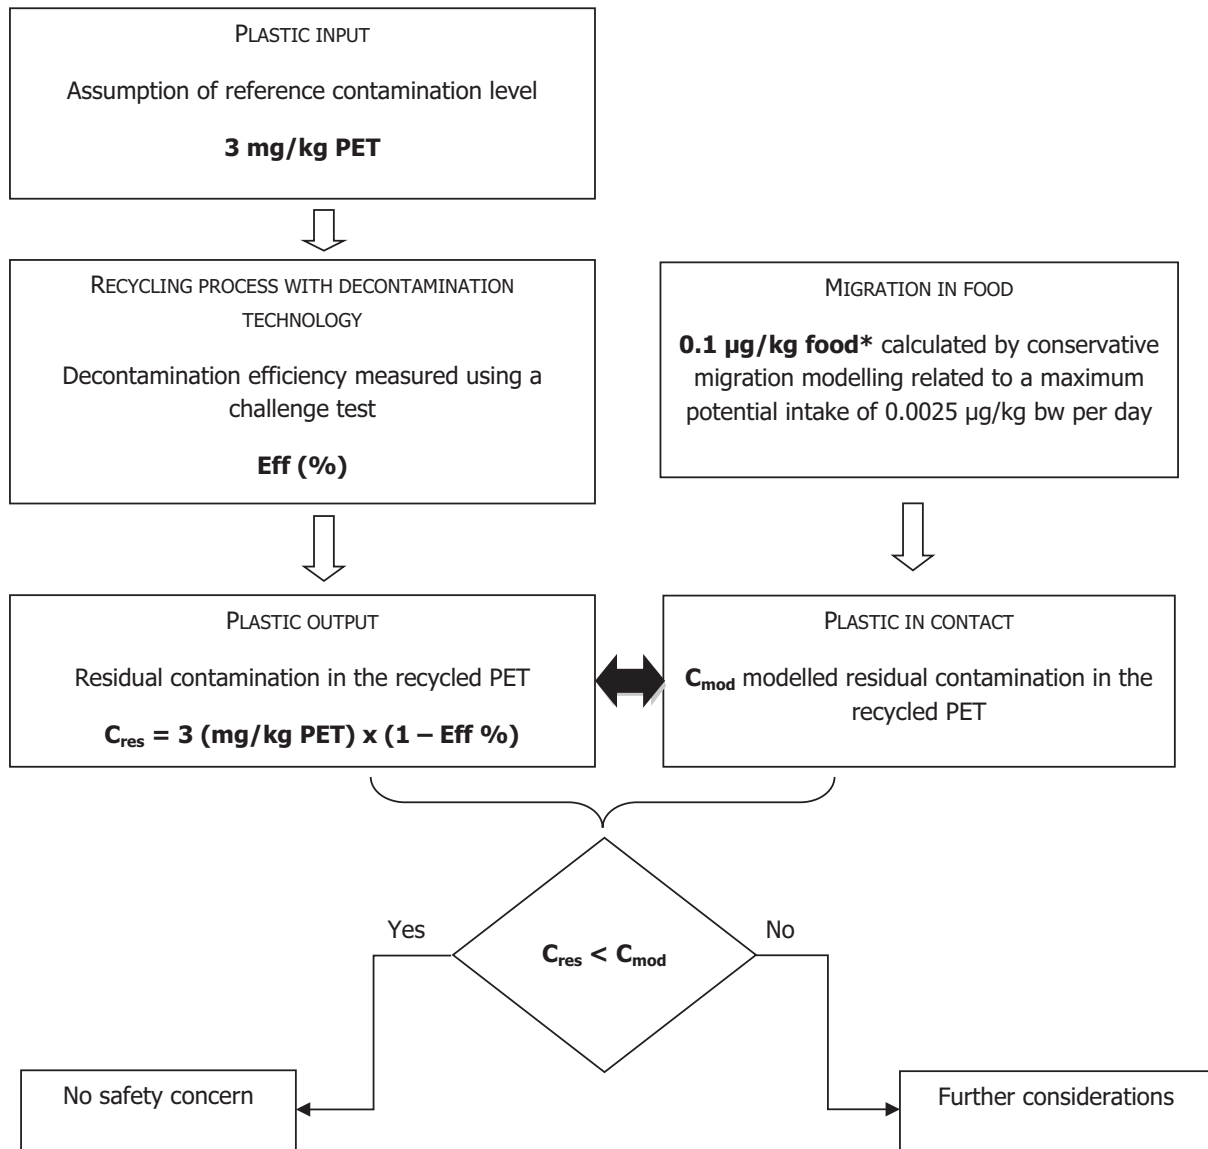 PLASTIC INPUT
Assumption of reference contamination level
3 mg/kg PET
RECYCLING PROCESS WITH DECONTAMINATION
TECHNOLOGY
Decontamination efficiency measured using a
challenge test
Eff (%)
MIGRATION IN FOOD
0.1 µg/kg food* calculated by conservative
migration modelling related to a maximum
potential intake of 0.0025 µg/kg bw per day
PLASTIC OUTPUT
Residual contamination in the recycled PET
Cres = 3 (mg/kg PET) x (1 – Eff %)
PLASTIC IN CONTACT
Cmod modelled residual contamination in the
recycled PET
Yes
No
Cres < Cmod
No safety concern
Further considerations